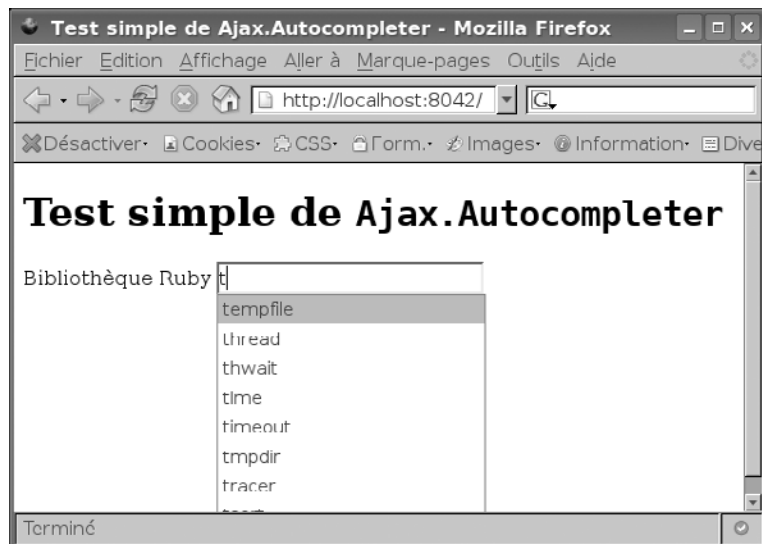 Test simple de Ajax.Autocompleter - Mozilla Firefox
Fichier Edition Affichage Aller à Marque-pages Outils Aide
http://localhost:8042/ G
Désactiver Cookies CSS Form. Images Information Dive
Test simple de Ajax.Autocompleter
Bibliothèque Ruby t
tempfile
thread
thwait
time
timeout
tmpdir
tracer
Terminé